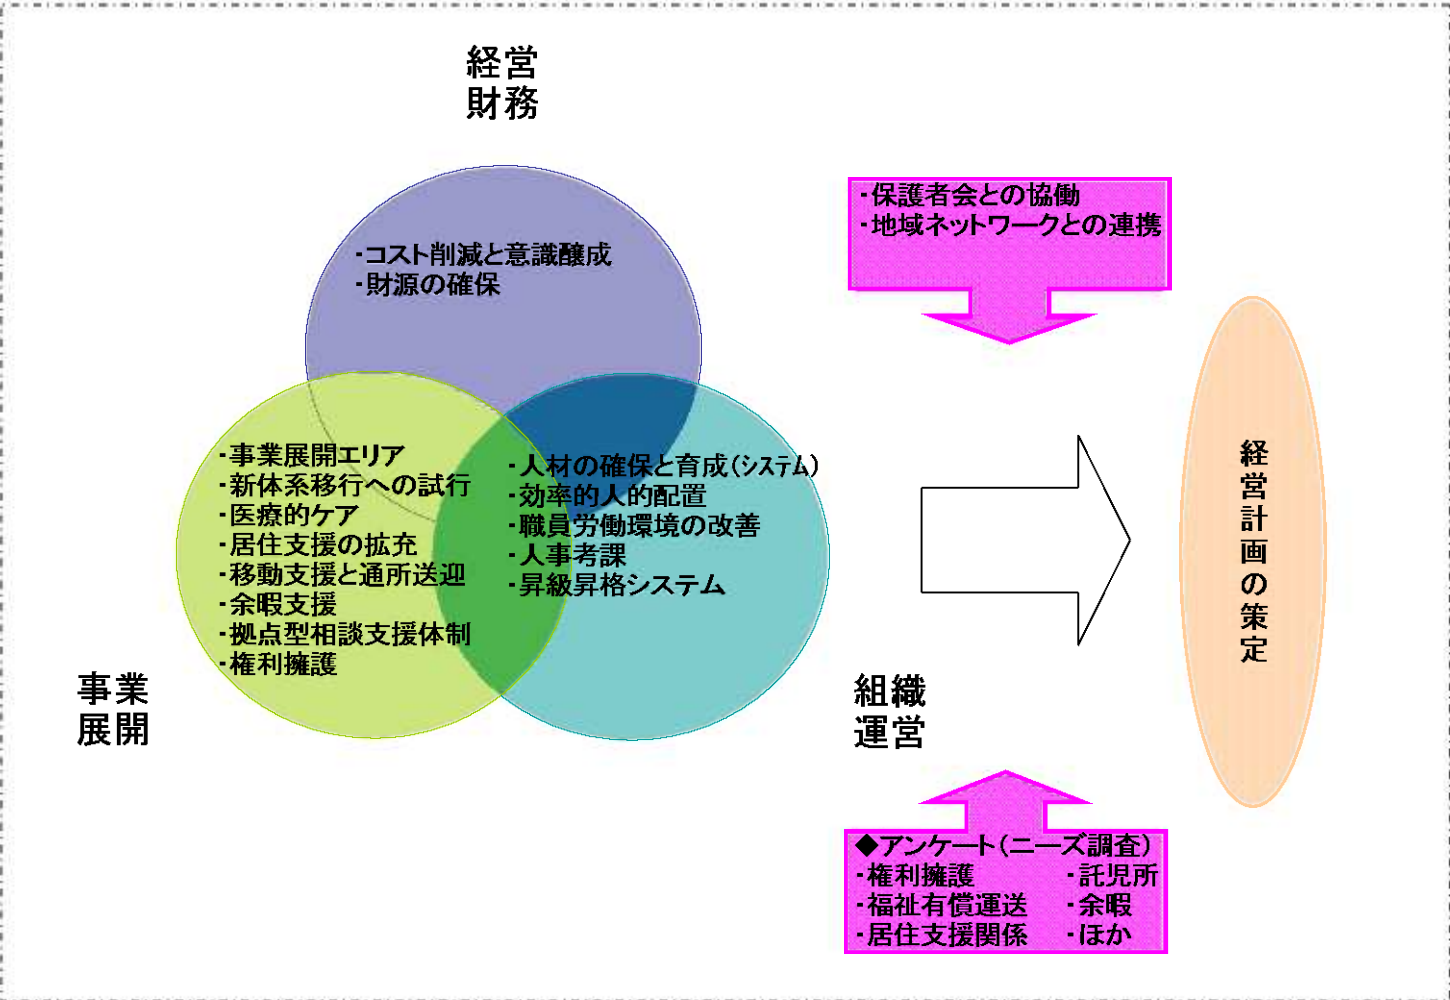 経営
財務
・コスト削減と意識醸成
・財源の確保
・事業展開エリア
・新体系移行への試行
・医療的ケア
・居住支援の拡充
・移動支援と通所送迎
・余暇支援
・拠点型相談支援体制
・権利擁護
事業
展開
・人材の確保と育成(システム)
・効率的人的配置
・職員労働環境の改善
・人事考課
・昇級昇格システム
組織
運営
・保護者会との協働
・地域ネットワークとの連携
◆アンケート(ニーズ調査)
・権利擁護 ・託児所
・福祉有償運送 ・余暇
・居住支援関係 ・ほか
経営計画の策定